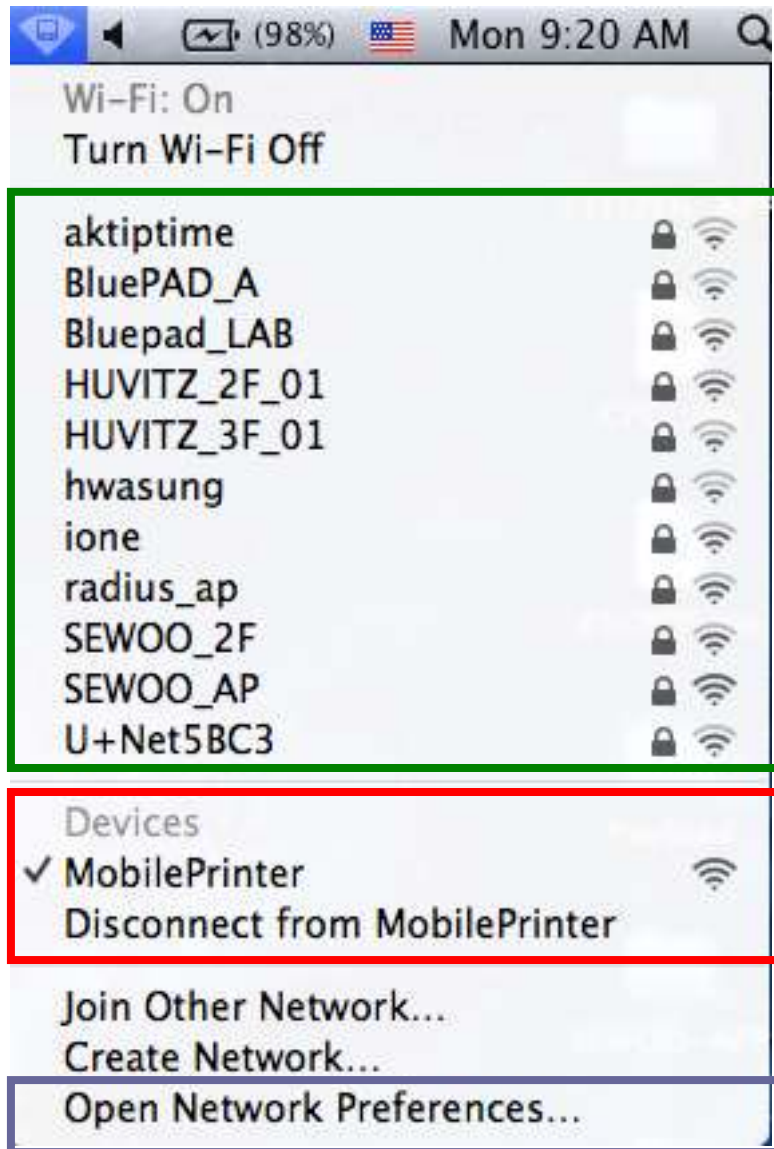 (98%) Mon 9:20 AM
Wi-Fi: On
Turn Wi-Fi Off
aktiptime
BluePAD_A
Bluepad_LAB
HUVITZ_2F_01
HUVITZ_3F_01
hwasung
ione
radius_ap
SEWOO_2F
SEWOO_AP
U+Net5BC3
Devices
MobilePrinter
Disconnect from MobilePrinter
Join Other Network...
Create Network...
Open Network Preferences...